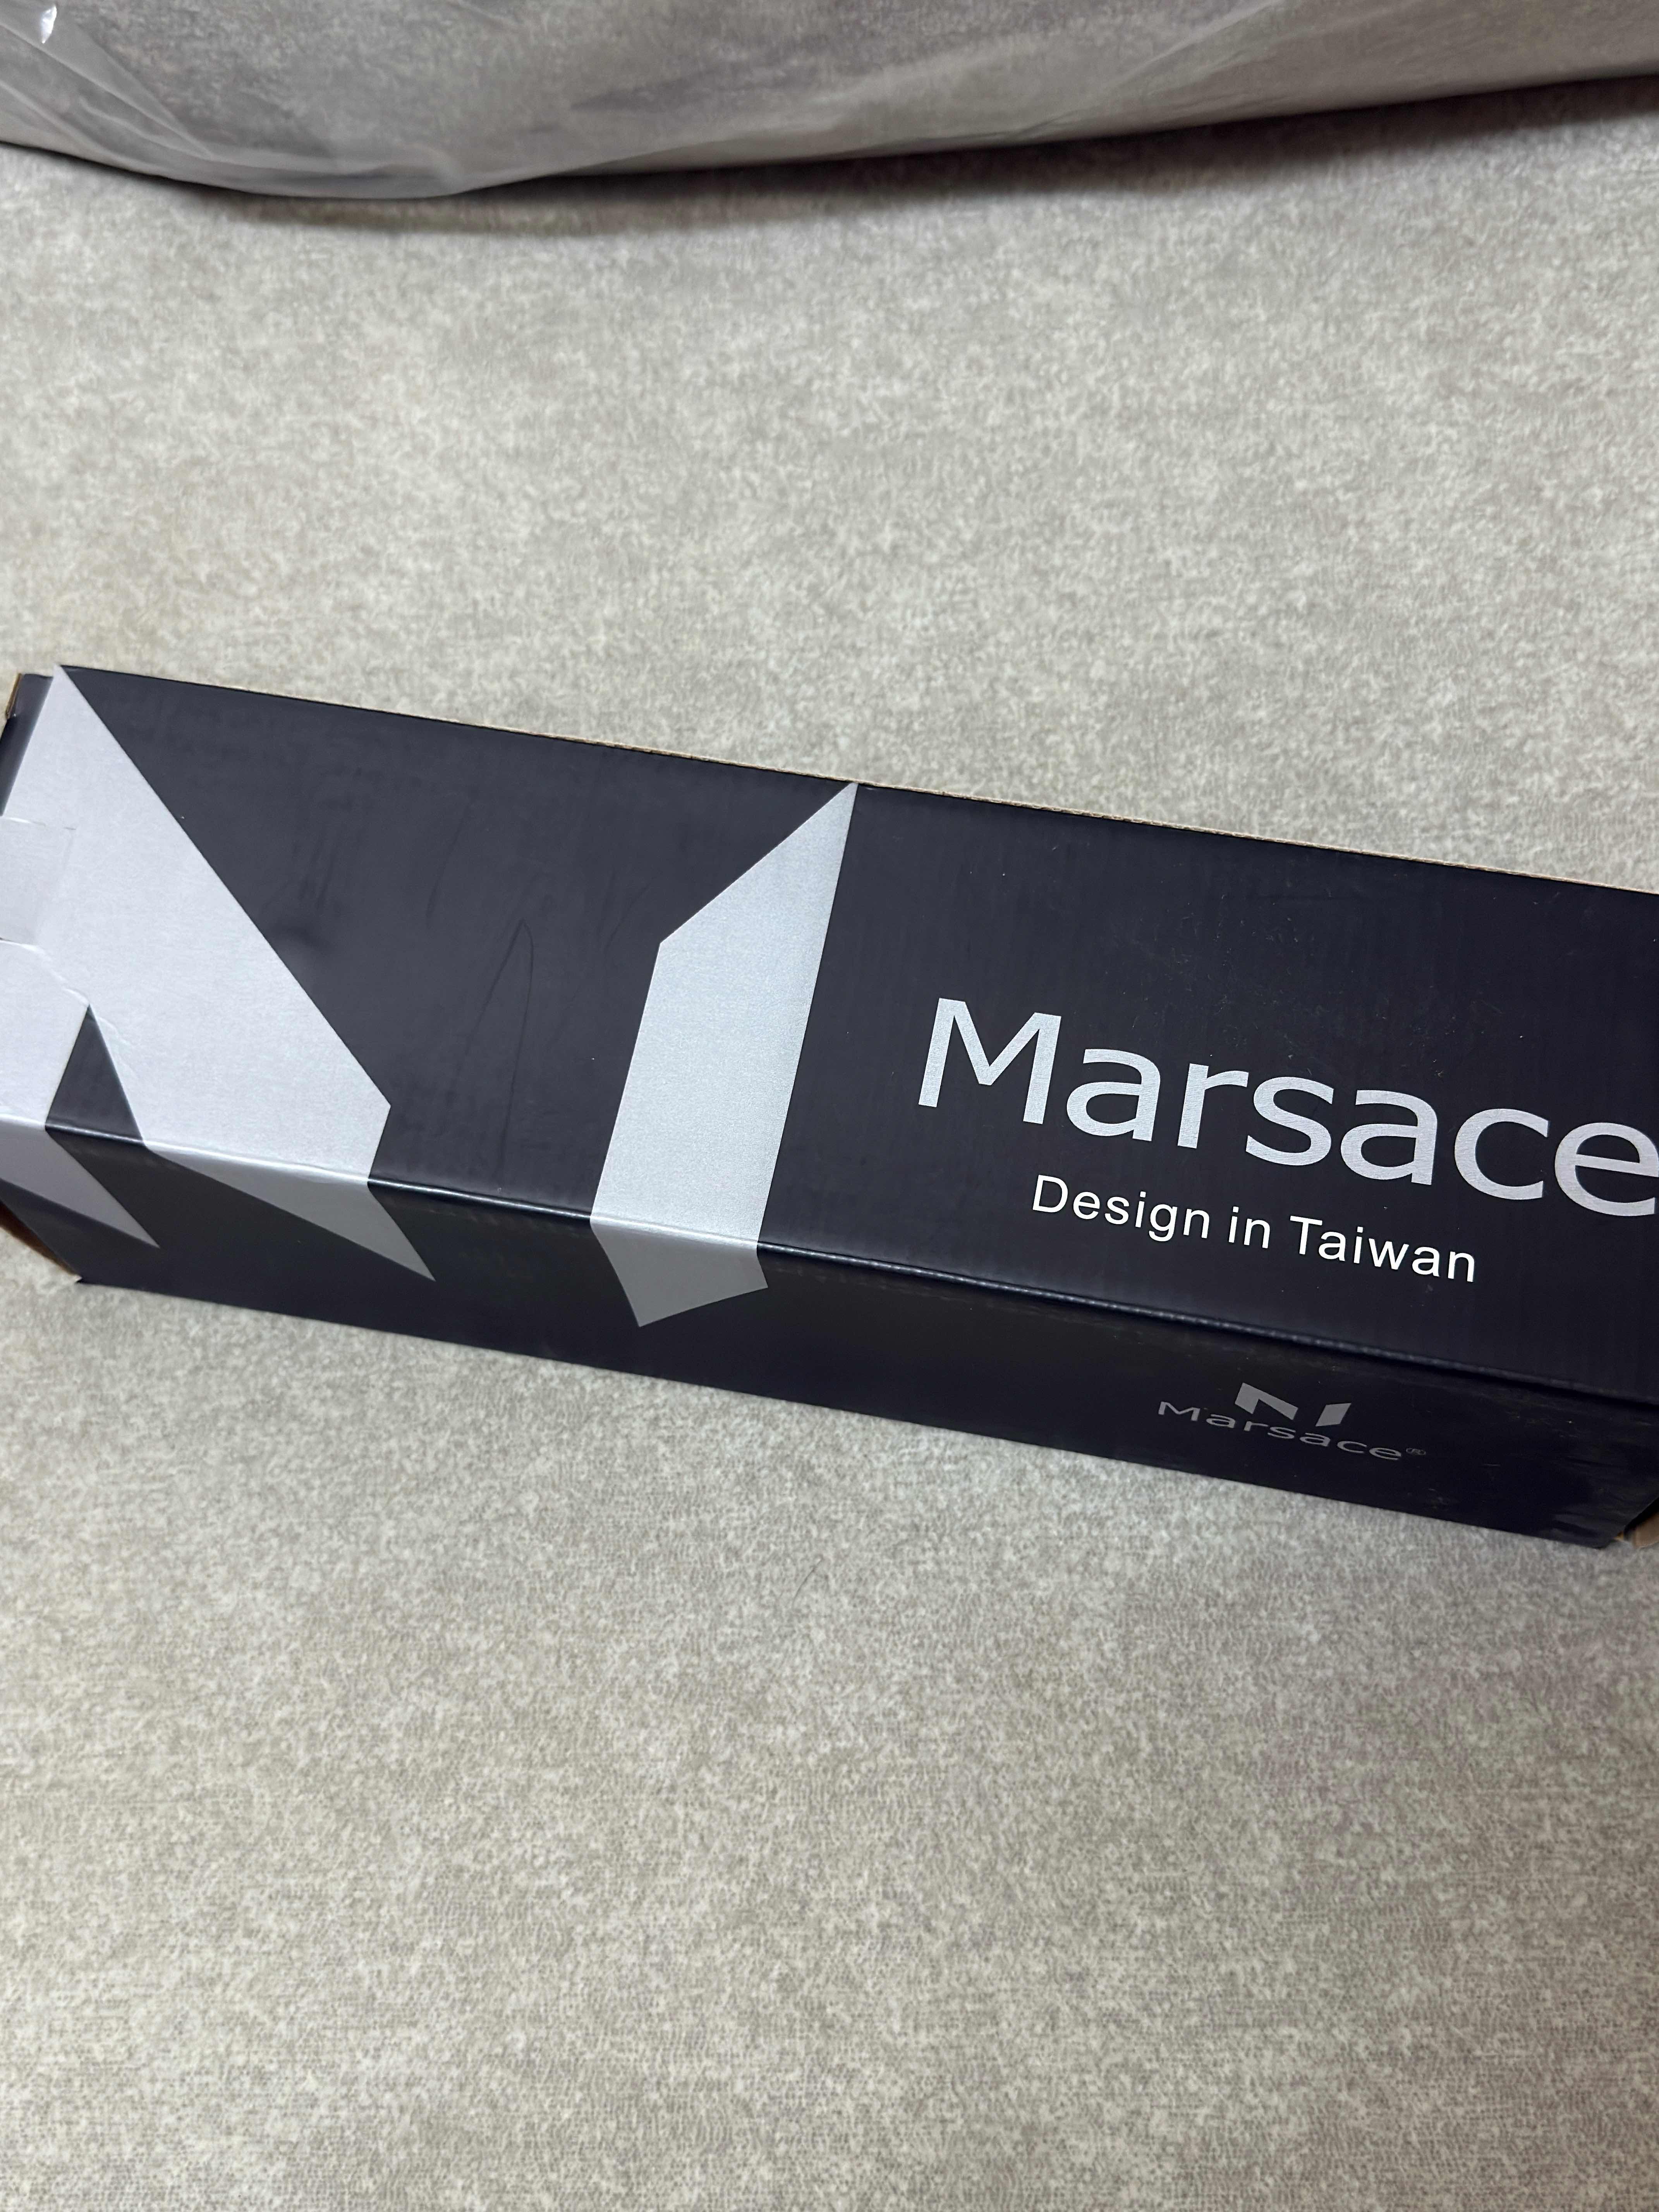 Marsace
Design in Taiwan
Marsace®